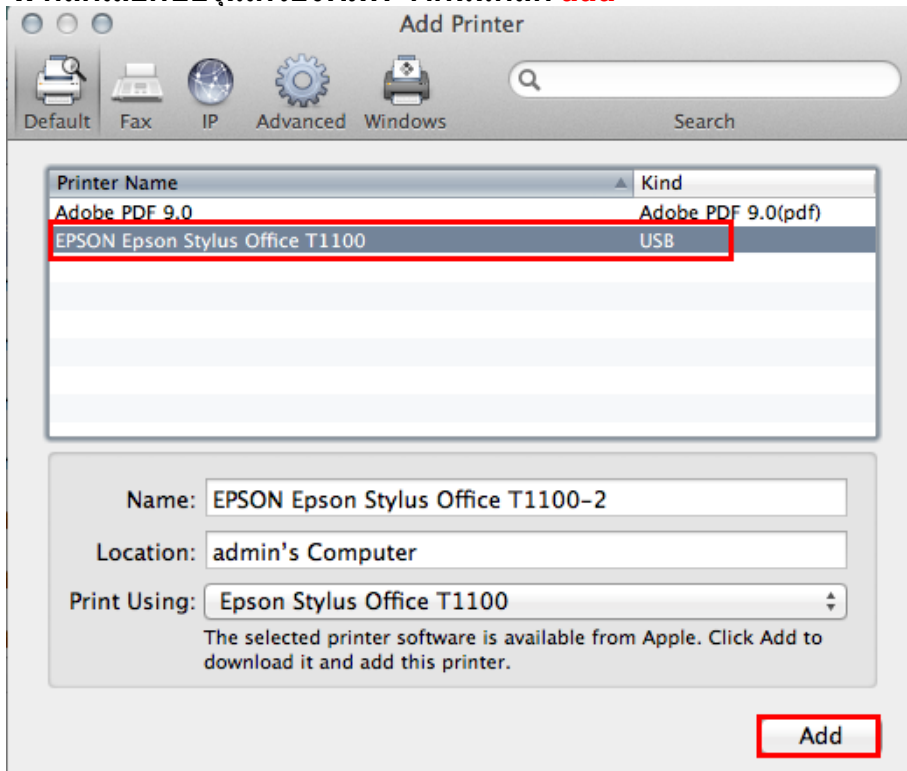 add
Add Printer
Default Fax IP Advanced Windows Search
Printer Name Kind
Adobe PDF 9.0 Adobe PDF 9.0(pdf)
EPSON Epson Stylus Office T1100 USB
Name: EPSON Epson Stylus Office T1100-2
Location: admin's Computer
Print Using: Epson Stylus Office T1100
The selected printer software is available from Apple. Click Add to
download it and add this printer.
Add